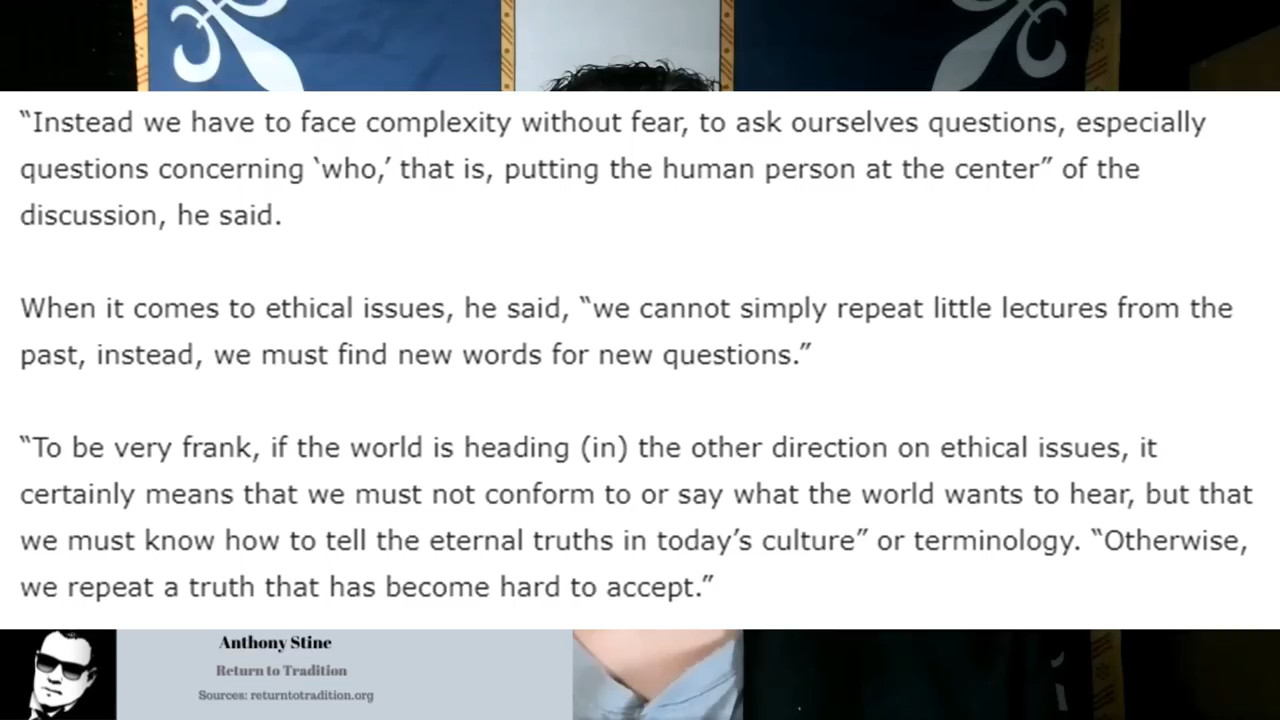 “Instead we have to face complexity without fear, to ask ourselves questions, especially
questions concerning ‘who,’ that is, putting the human person at the center” of the
discussion, he said.
When it comes to ethical issues, he said, “we cannot simply repeat little lectures from the
past, instead, we must find new words for new questions.”
“To be very frank, if the world is heading (in) the other direction on ethical issues, it
certainly means that we must not conform to or say what the world wants to hear, but that
we must know how to tell the eternal truths in today’s culture” or terminology. “Otherwise,
we repeat a truth that has become hard to accept.”
Anthony Stine
Return to Tradition
Sources: returntotradition.org